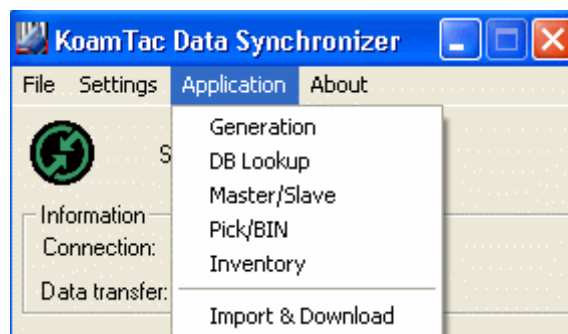 KoamTac Data Synchronizer
File Settings Application About
Generation
S
DB Lookup
Master/Slave
Information
Pick/BIN
Connection:
Inventory
Data transfer:
Import & Download